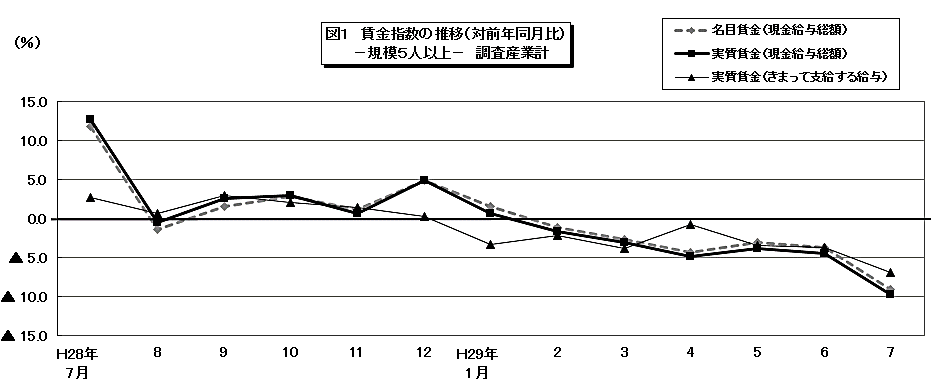 図1　賃金指数の推移(対前年同月比)
－規模5人以上－　調査産業計
(%)
名目賃金(現金給与総額)
実質賃金(現金給与総額)
実質賃金(きまって支給する給与)
15.0
10.0
5.0
0.0
▲ 5.0
▲ 10.0
▲ 15.0
H28年 8 9 10 11 12 H29年 2 3 4 5 6 7
7月 1月